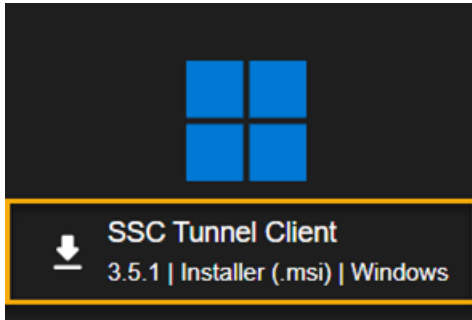 SSC Tunnel Client
3.5.1 | Installer (.msi) | Windows